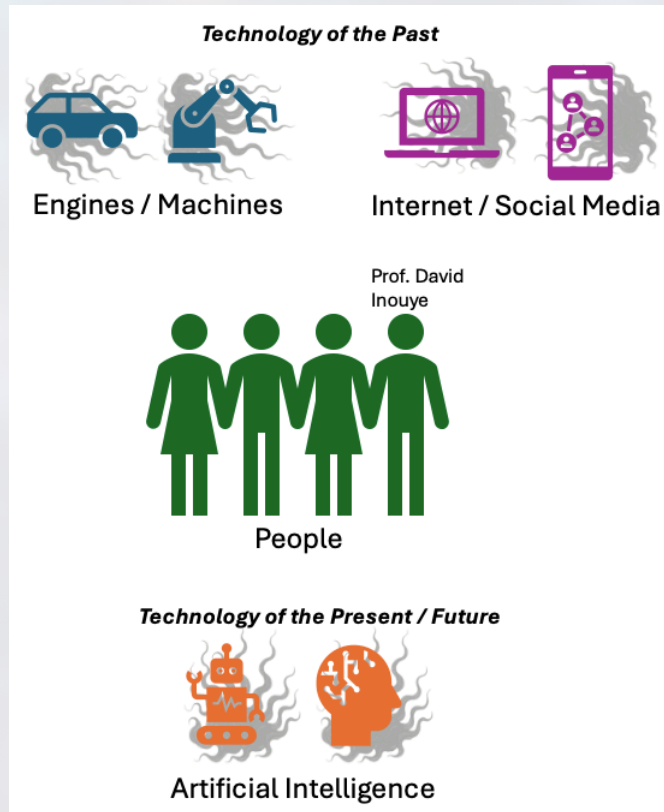 Technology of the Past
Engines / Machines
Internet / Social Media
Prof. David
Inouye
People
Technology of the Present / Future
Artificial Intelligence